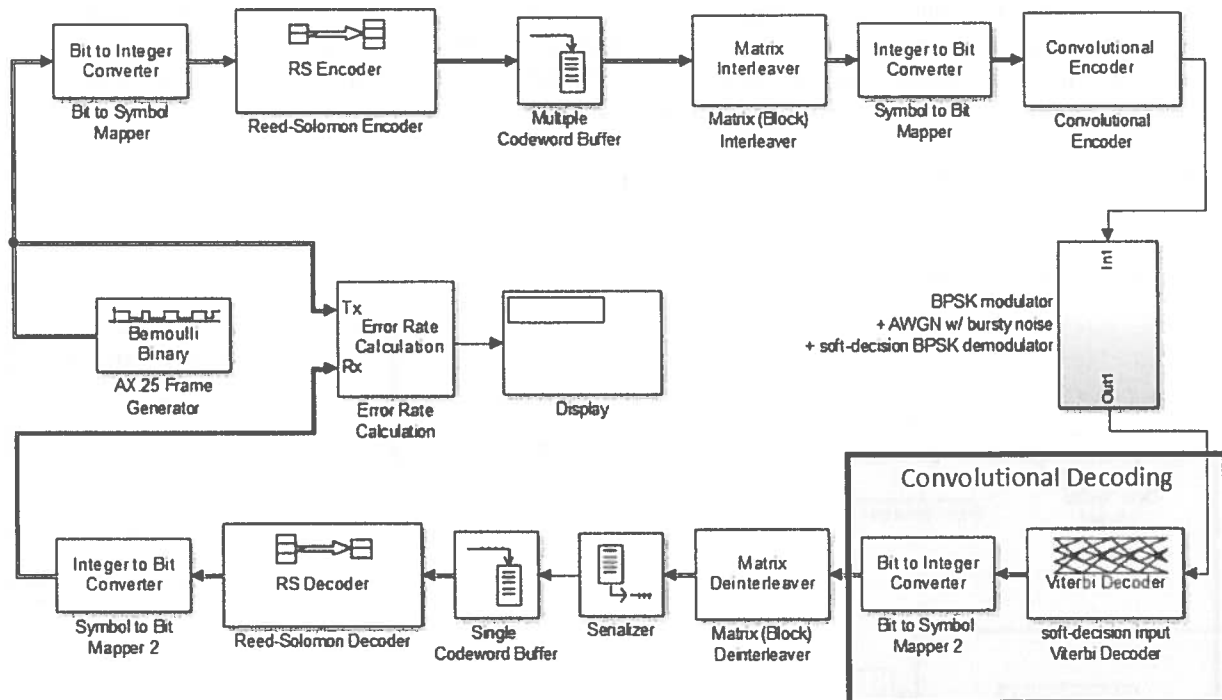 Bit to Integer
Converter
Bit to Symbol
Mapper
RS Encoder
Reed-Solomon Encoder
Multiple
Codeword Buffer
Matrix
Interleaver
Matrix (Block)
Interleaver
Integer to Bit
Converter
Symbol to Bit
Mapper
Convolutional
Encoder
Convolutional
Encoder
In1
BPSK modulator
+ AWGN w/ bursty noise
+ soft-decision BPSK demodulator
Out1
Bernoulli
Binary
AX.25 Frame
Generator
Tx
Error Rate
Calculation
Rx
Error Rate
Calculation
Display
Convolutional Decoding
Integer to Bit
Converter
Symbol to Bit
Mapper 2
RS Decoder
Reed-Solomon Decoder
Single
Codeword Buffer
Serializer
Matrix
Deinterleaver
Matrix (Block)
Deinterleaver
Bit to Integer
Converter
Bit to Symbol
Mapper 2
Viterbi Decoder
soft-decision input
Viterbi Decoder